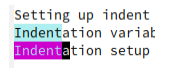 Setting up indent
Indentation variab
Indentation setup